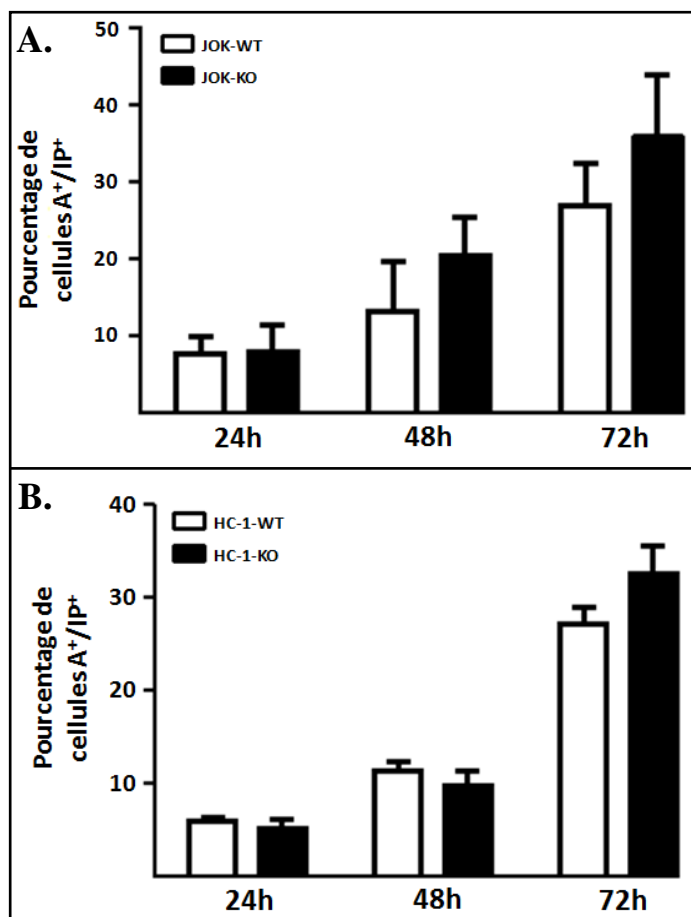 A.
50
JOK-WT
JOK-KO
40
30
20
10
Pourcentage de
cellules A⁺/IP⁺
24h 48h 72h
B.
40
HC-1-WT
HC-1-KO
30
20
10
Pourcentage de
cellules A⁺/IP⁺
24h 48h 72h